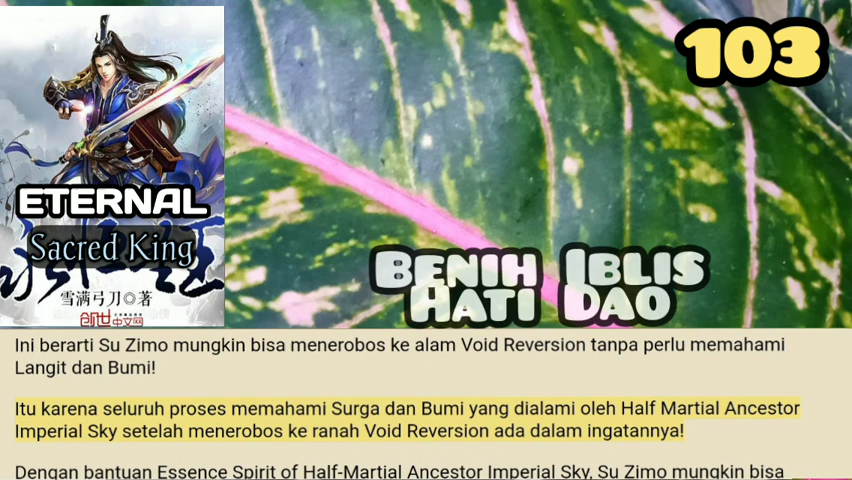 103
ETERNAL
Sacred King
雪满弓刀◎著
创世中文网
BENIH IBLIS
HATI DAO
Ini berarti Su Zimo mungkin bisa menerobos ke alam Void Reversion tanpa perlu memahami
Langit dan Bumi!
Itu karena seluruh proses memahami Surga dan Bumi yang dialami oleh Half Martial Ancestor
Imperial Sky setelah menerobos ke ranah Void Reversion ada dalam ingatannya!
Dengan bantuan Essence Spirit of Half-Martial Ancestor Imperial Sky, Su Zimo mungkin bisa